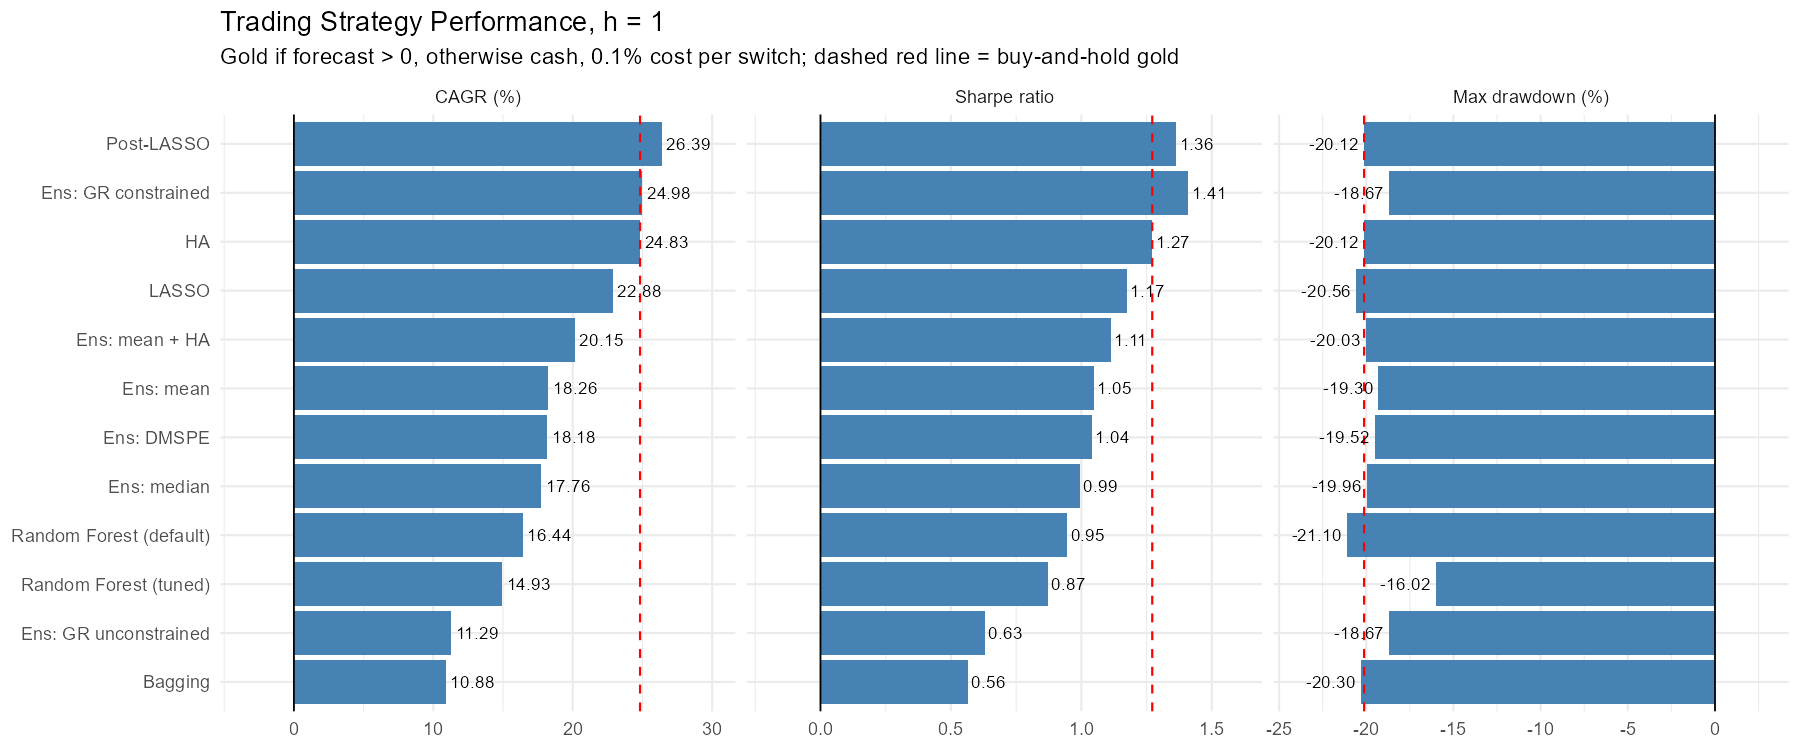 Trading Strategy Performance, h = 1
Gold if forecast > 0, otherwise cash, 0.1% cost per switch; dashed red line = buy-and-hold gold
CAGR (%) Sharpe ratio Max drawdown (%)
Post-LASSO 26.39 1.36 -20.12
Ens: GR constrained 24.98 1.41 -18.67
HA 24.83 1.27 -20.12
LASSO 22.88 1.17 -20.56
Ens: mean + HA 20.15 1.11 -20.03
Ens: mean 18.26 1.05 -19.30
Ens: DMSPE 18.18 1.04 -19.52
Ens: median 17.76 0.99 -19.96
Random Forest (default) 16.44 0.95 -21.10
Random Forest (tuned) 14.93 0.87 -16.02
Ens: GR unconstrained 11.29 0.63 -18.67
Bagging 10.88 0.56 -20.30
0 10 20 30 0.0 0.5 1.0 1.5 -25 -20 -15 -10 -5 0